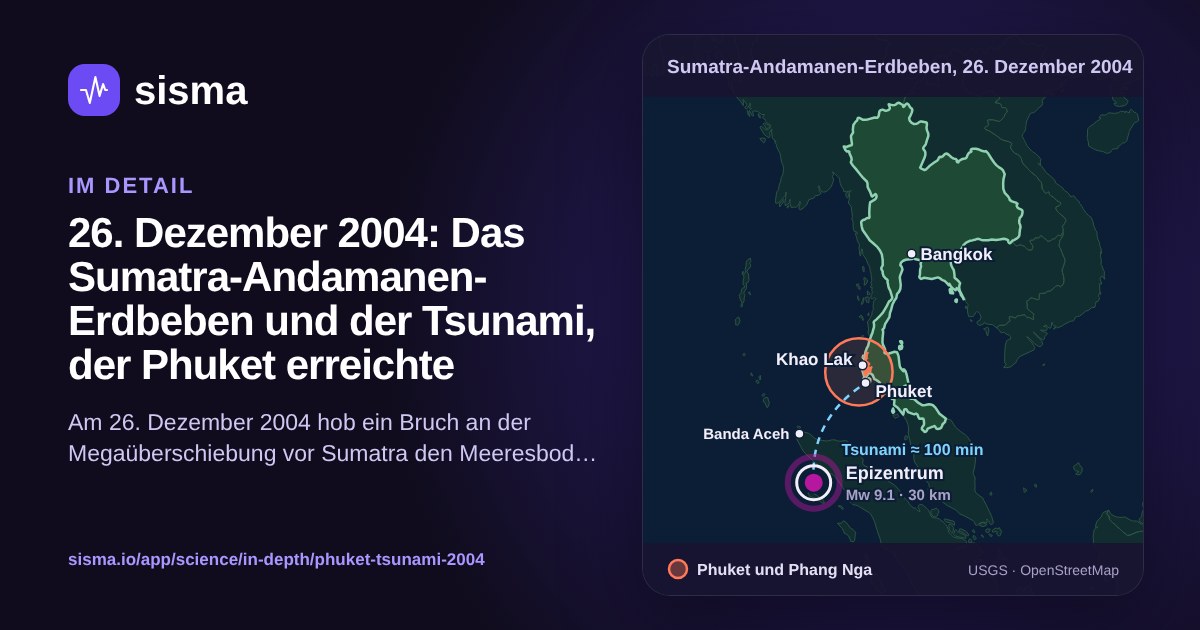 sisma
IM DETAIL
26. Dezember 2004: Das
Sumatra-Andamanen-
Erdbeben und der Tsunami,
der Phuket erreichte
Am 26. Dezember 2004 hob ein Bruch an der
Megaüberschiebung vor Sumatra den Meeresbod…
sisma.io/app/science/in-depth/phuket-tsunami-2004
Sumatra-Andamanen-Erdbeben, 26. Dezember 2004
Bangkok
Khao Lak
Phuket
Banda Aceh
Tsunami ≈ 100 min
Epizentrum
Mw 9.1 · 30 km
Phuket und Phang Nga
USGS · OpenStreetMap